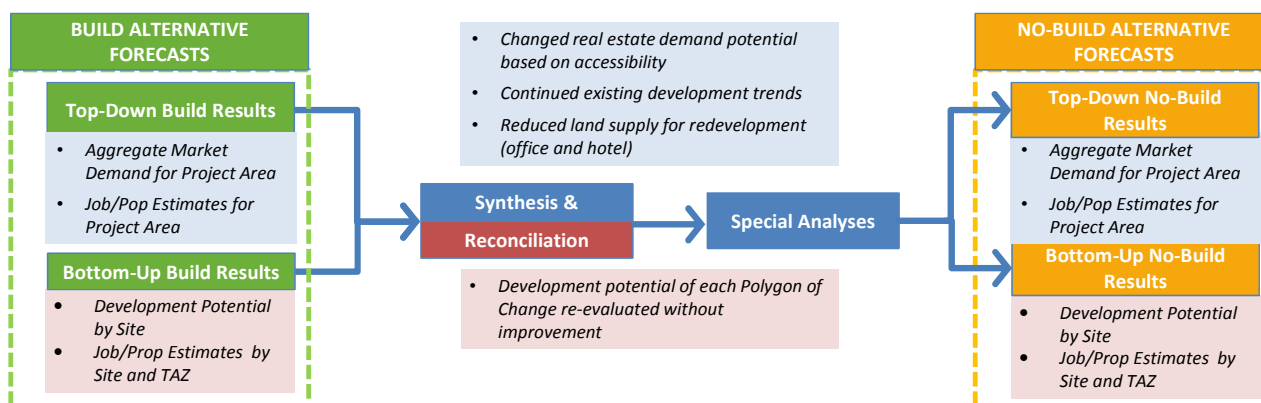 BUILD ALTERNATIVE
FORECASTS
Top-Down Build Results
• Aggregate Market
Demand for Project Area
• Job/Pop Estimates for
Project Area
Bottom-Up Build Results
• Development Potential
by Site
• Job/Prop Estimates by
Site and TAZ
• Changed real estate demand potential
based on accessibility
• Continued existing development trends
• Reduced land supply for redevelopment
(office and hotel)
Synthesis &
Reconciliation
• Development potential of each Polygon of
Change re-evaluated without
improvement
Special Analyses
NO-BUILD ALTERNATIVE
FORECASTS
Top-Down No-Build
Results
• Aggregate Market
Demand for Project Area
• Job/Pop Estimates for
Project Area
Bottom-Up No-Build
Results
• Development Potential
by Site
• Job/Prop Estimates by
Site and TAZ